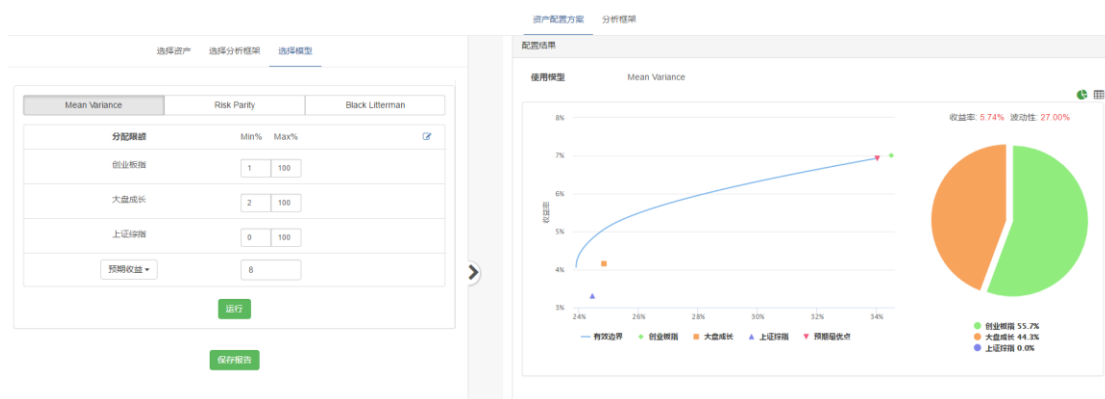 资产配置方案 分析框架
选择资产 选择分析框架 选择模型
Mean Variance Risk Parity Black Litterman
分配限额 Min% Max%
创业板指 1 100
大盘成长 2 100
上证综指 0 100
预期收益 8
运行
保存报告
配置结果
使用模型 Mean Variance
收益率: 5.74% 波动性: 27.00%
8%
7%
6%
5%
4%
3%
收益率
24% 26% 28% 30% 32% 34%
有效边界 创业板指 大盘成长 上证综指 预期最优点
创业板指 55.7%
大盘成长 44.3%
上证综指 0.0%